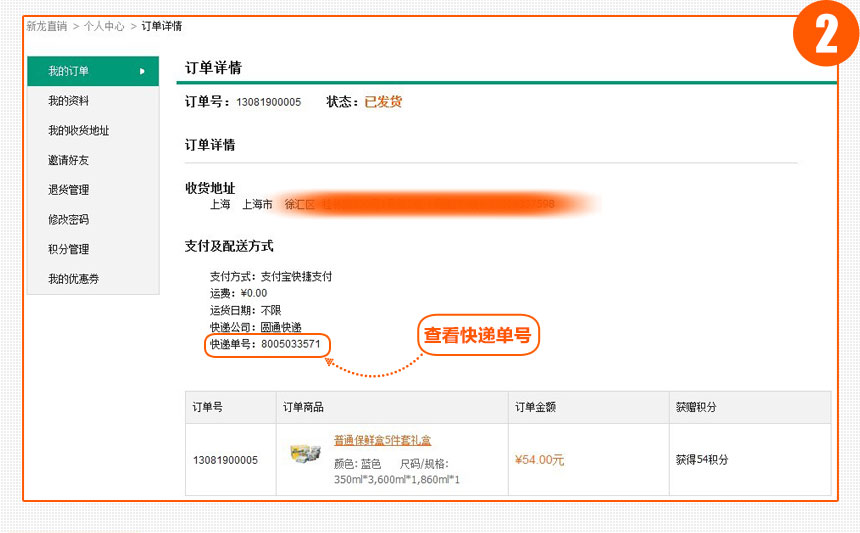 2
新龙直销 > 个人中心 > 订单详情
我的订单
我的资料
我的收货地址
邀请好友
退货管理
修改密码
积分管理
我的优惠券
订单详情
订单号：13081900005 状态：已发货
订单详情
收货地址
上海 上海市 徐汇区
支付及配送方式
支付方式：支付宝快捷支付
运费：¥0.00
运货日期：不限
快递公司：圆通快递
快递单号：8005033571
查看快递单号
订单号 订单商品 订单金额 获赠积分
普通保鲜盒5件套礼盒
13081900005 ¥54.00元 获得54积分
颜色: 蓝色 尺码/规格:
350ml*3,600ml*1,860ml*1